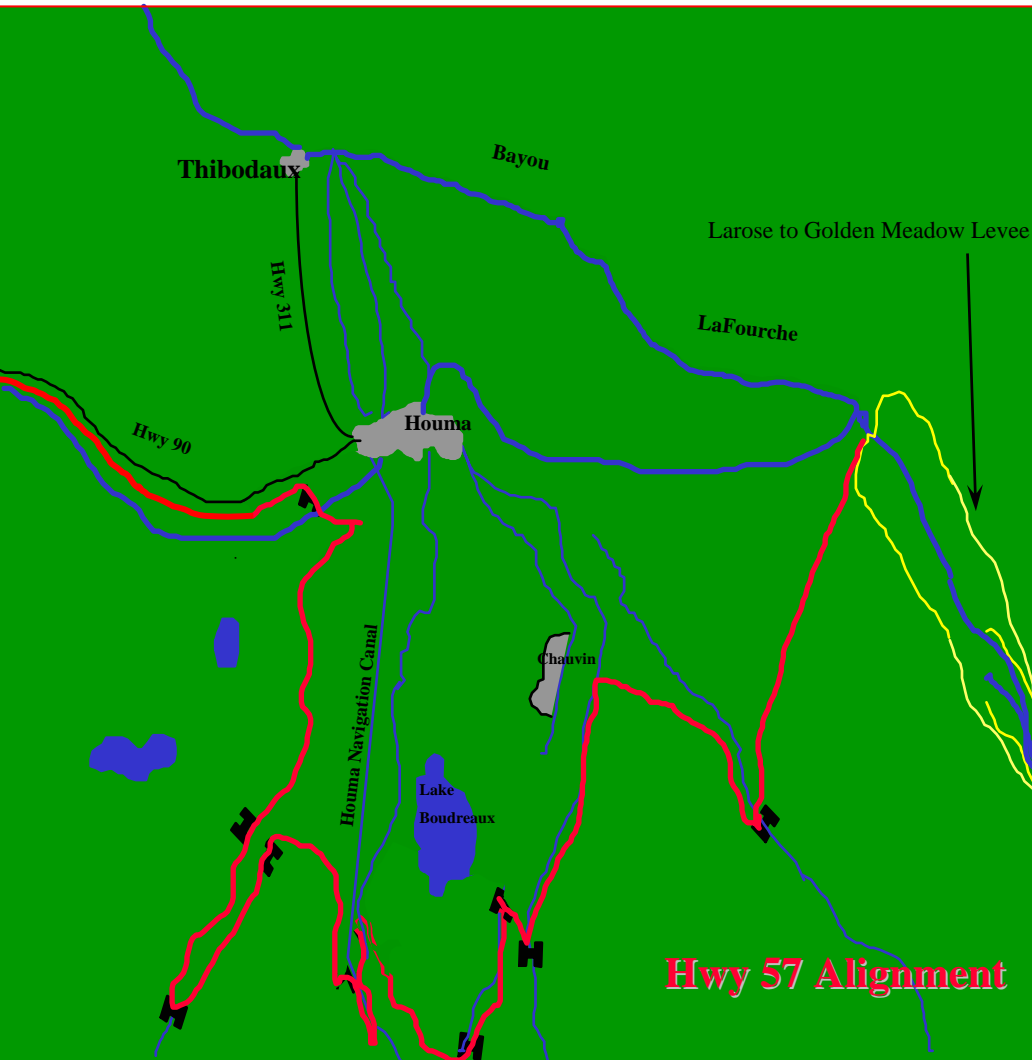 Bayou
Thibodaux
Larose to Golden Meadow Levee
Hwy 311
LaFourche
Houma
Hwy 90
Chauvin
Houma Navigation Canal
Lake
Boudreaux
Hwy 57 Alignment